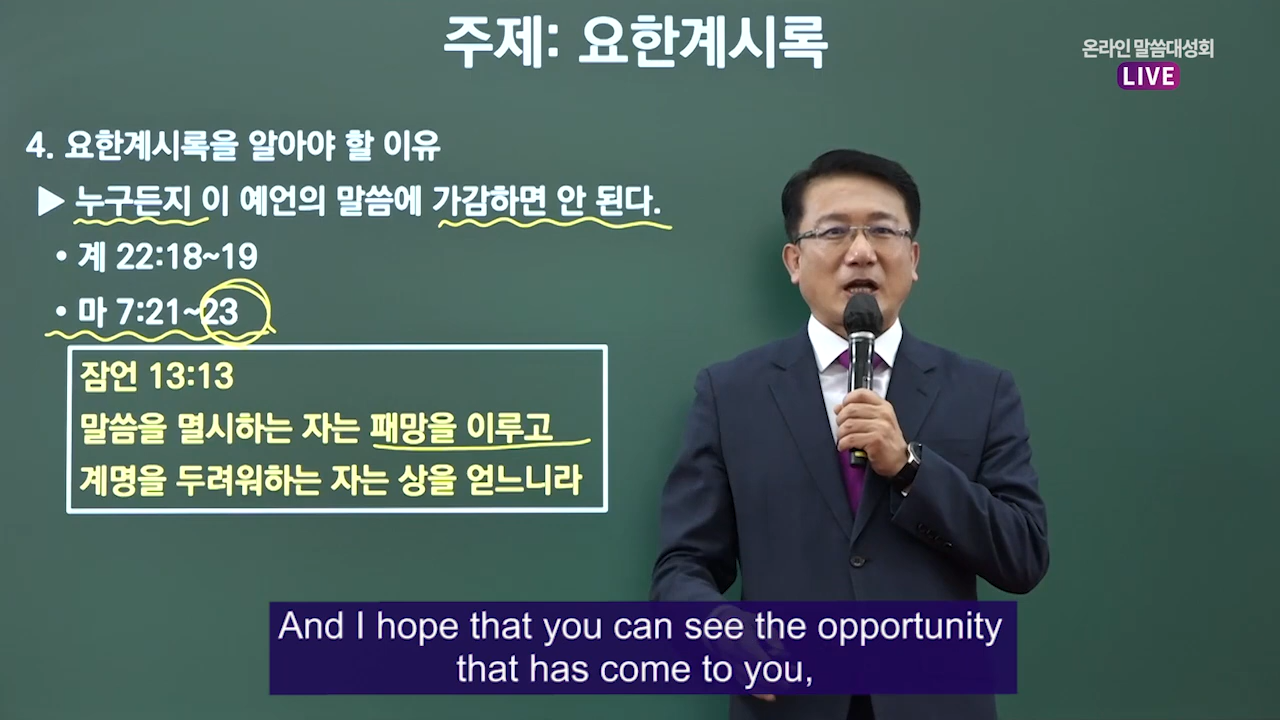 주제: 요한계시록
온라인 말씀대성회
LIVE
4. 요한계시록을 알아야 할 이유
▶ 누구든지 이 예언의 말씀에 가감하면 안 된다.
• 계 22:18~19
• 마 7:21~23
잠언 13:13
말씀을 멸시하는 자는 패망을 이루고
계명을 두려워하는 자는 상을 얻느니라
And I hope that you can see the opportunity
that has come to you,